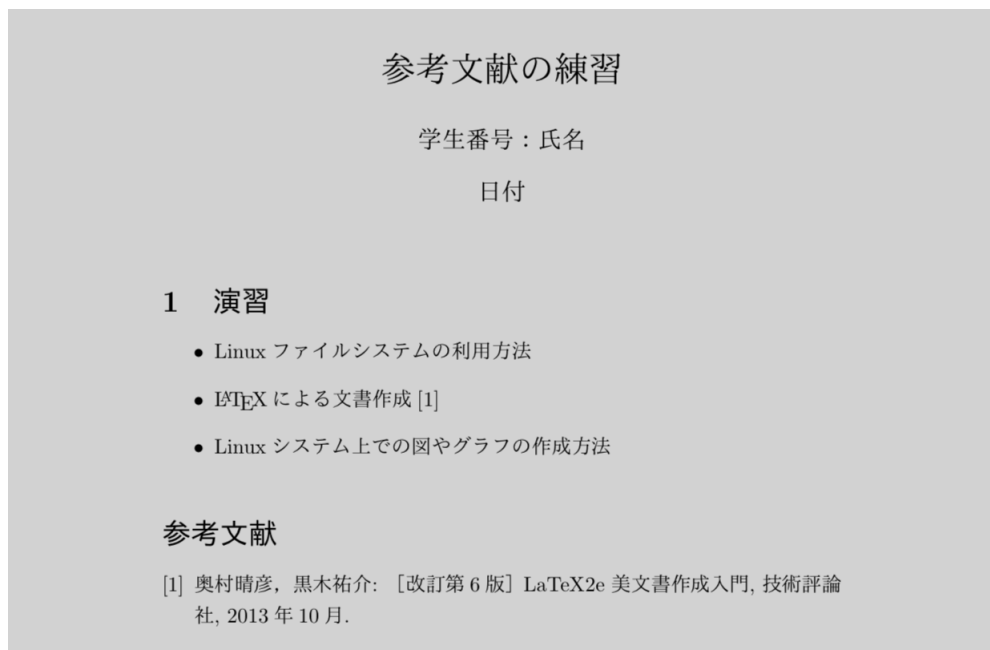 参考文献の練習
学生番号：氏名
日付
1 演習
• Linux ファイルシステムの利用方法
• LATEX による文書作成 [1]
• Linux システム上での図やグラフの作成方法
参考文献
[1] 奥村晴彦，黒木祐介: ［改訂第 6 版］LaTeX2e 美文書作成入門, 技術評論
社, 2013 年 10 月.